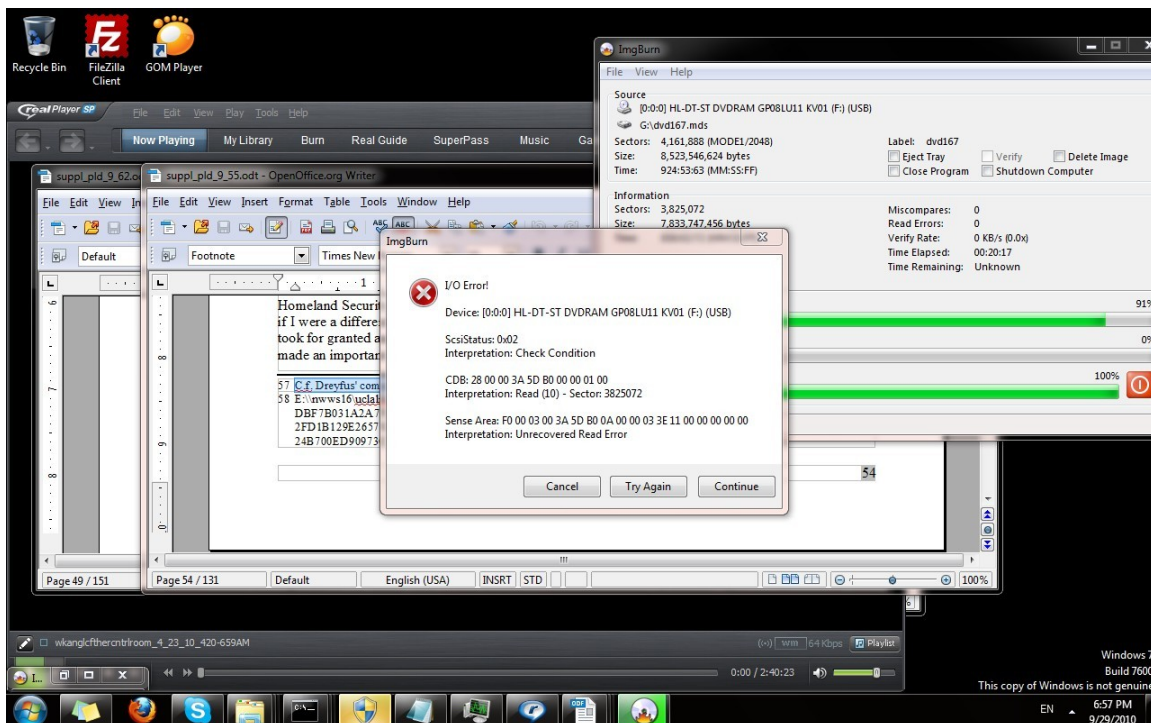 Recycle Bin
FileZilla Client
GOM Player
RealPlayer SP
File Edit View Play Tools Help
Now Playing My Library Burn Real Guide SuperPass Music
suppl_pld_9_62.o
File Edit View
Default
suppl_pld_9_55.odt - OpenOffice.org Writer
File Edit View Insert Format Table Tools Window Help
Footnote
Times New
Homeland Securi
if I were a differe
took for granted a
made an importan
57 C.f. Dreyfus' com
58 E:\\nwws16\uclab
DBF7B031A2A7
2FD1B129E2657
24B700ED90973
54
Page 49 / 151
Page 54 / 131 Default English (USA) INSRT STD 100%
ImgBurn
File View Help
Source
[0:0:0] HL-DT-ST DVDRAM GP08LU11 KV01 (F:) (USB)
G:\dvd167.mds
Sectors: 4,161,888 (MODE1/2048) Label: dvd167
Size: 8,523,546,624 bytes Eject Tray Verify Delete Image
Time: 924:53:63 (MM:SS:FF) Close Program Shutdown Computer
Information
Sectors: 3,825,072 Miscompares: 0
Size: 7,833,747,456 bytes Read Errors: 0
Verify Rate: 0 KB/s (0.0x)
Time Elapsed: 00:20:17
Time Remaining: Unknown
91%
0%
100%
ImgBurn
I/O Error!
Device: [0:0:0] HL-DT-ST DVDRAM GP08LU11 KV01 (F:) (USB)
ScsiStatus: 0x02
Interpretation: Check Condition
CDB: 28 00 00 3A 5D B0 00 00 01 00
Interpretation: Read (10) - Sector: 3825072
Sense Area: F0 00 03 00 3A 5D B0 0A 00 00 03 3E 11 00 00 00 00 00
Interpretation: Unrecovered Read Error
Cancel Try Again Continue
wkanglcfthercntrlroom_4_23_10_420-659AM
wm 64 Kbps Playlist
I...
0:00 / 2:40:23
Windows 7
Build 7600
This copy of Windows is not genuine
EN 6:57 PM
9/29/2010